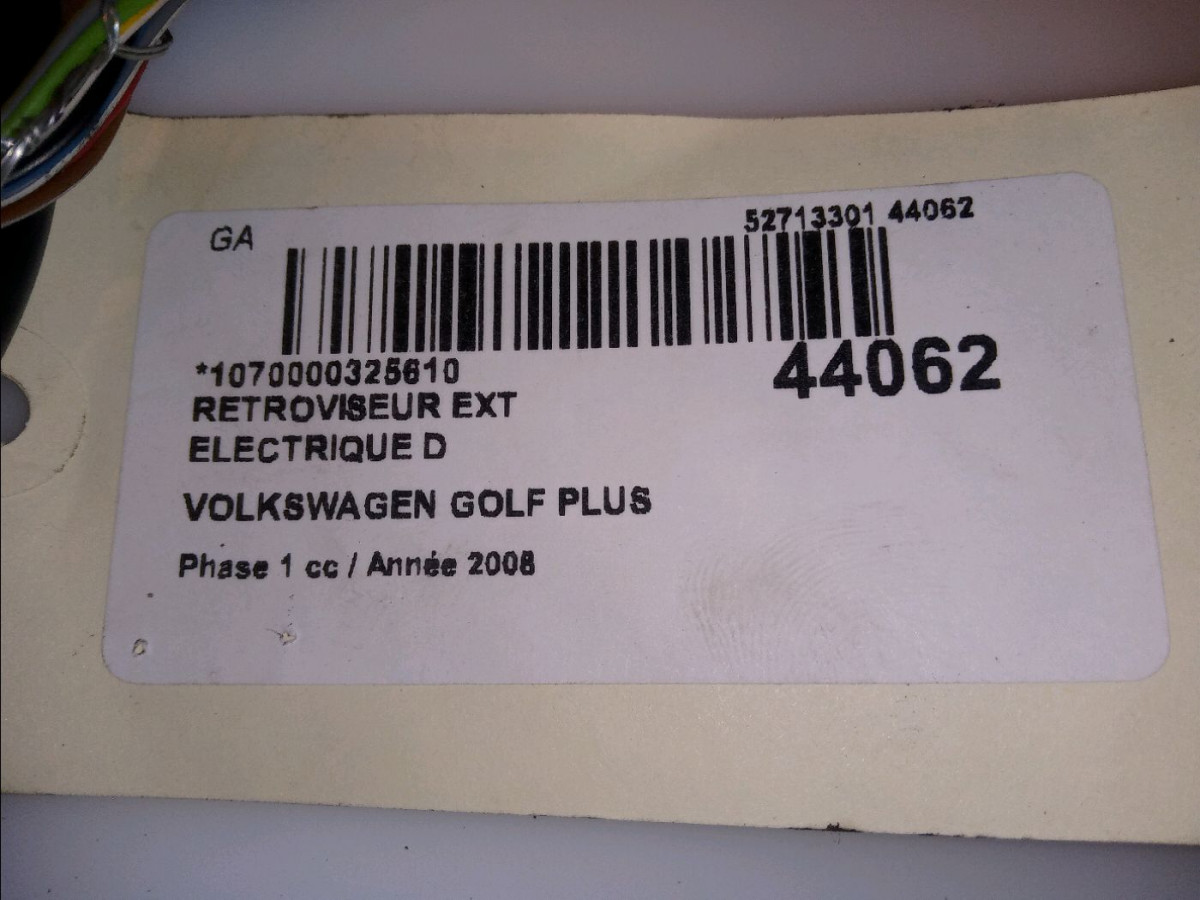 GA
52713301 44062
*1070000325610
44062
RETROVISEUR EXT
ELECTRIQUE D
VOLKSWAGEN GOLF PLUS
Phase 1 cc / Année 2008